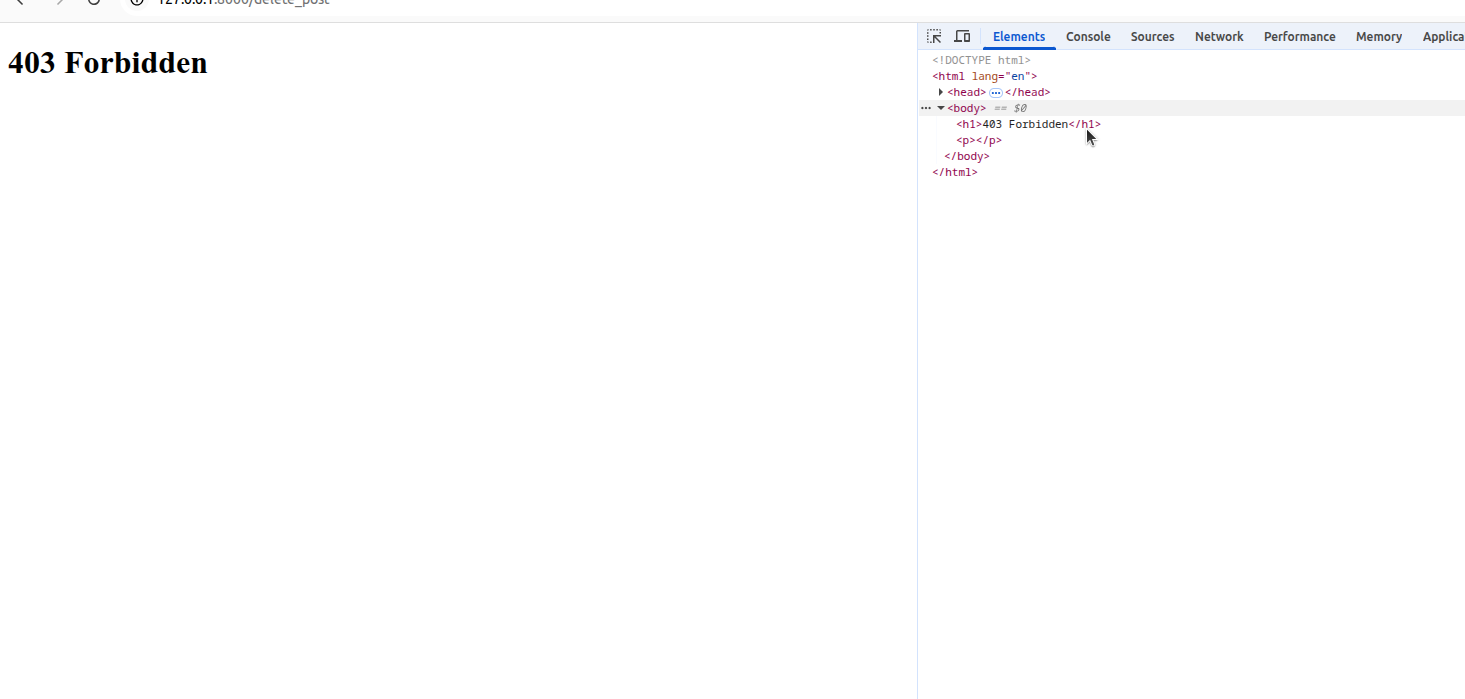 127.0.0.1:8000/delete_post
403 Forbidden
Elements Console Sources Network Performance Memory Applica
<!DOCTYPE html>
<html lang="en">
<head> ••• </head>
••• <body> == $0
<h1>403 Forbidden</h1>
<p></p>
</body>
</html>